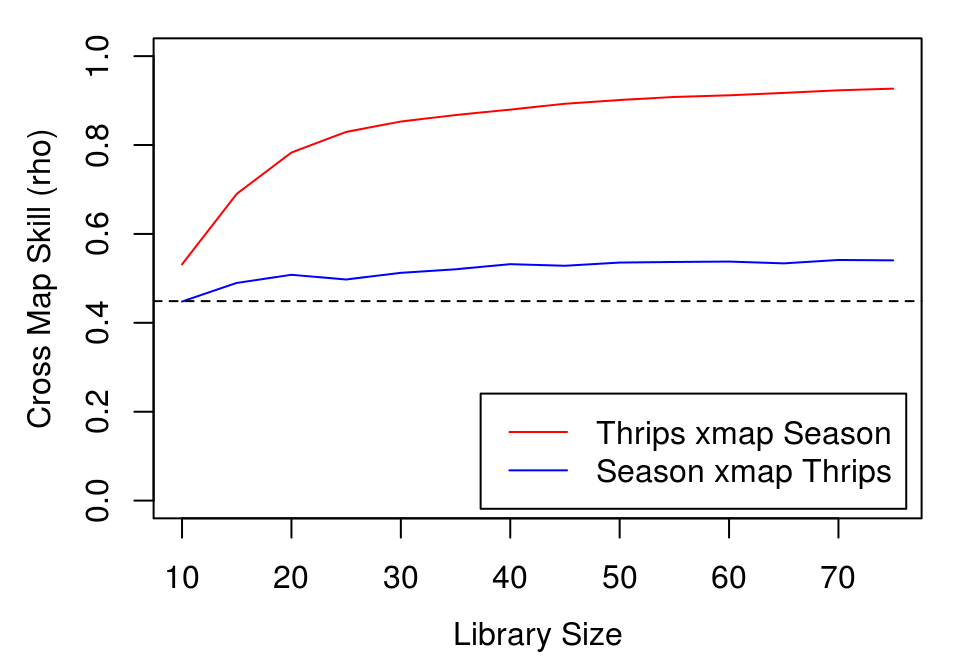 Cross Map Skill (rho)
1.0
0.8
0.6
0.4
0.2
0.0
Thrips xmap Season
Season xmap Thrips
10 20 30 40 50 60 70
Library Size